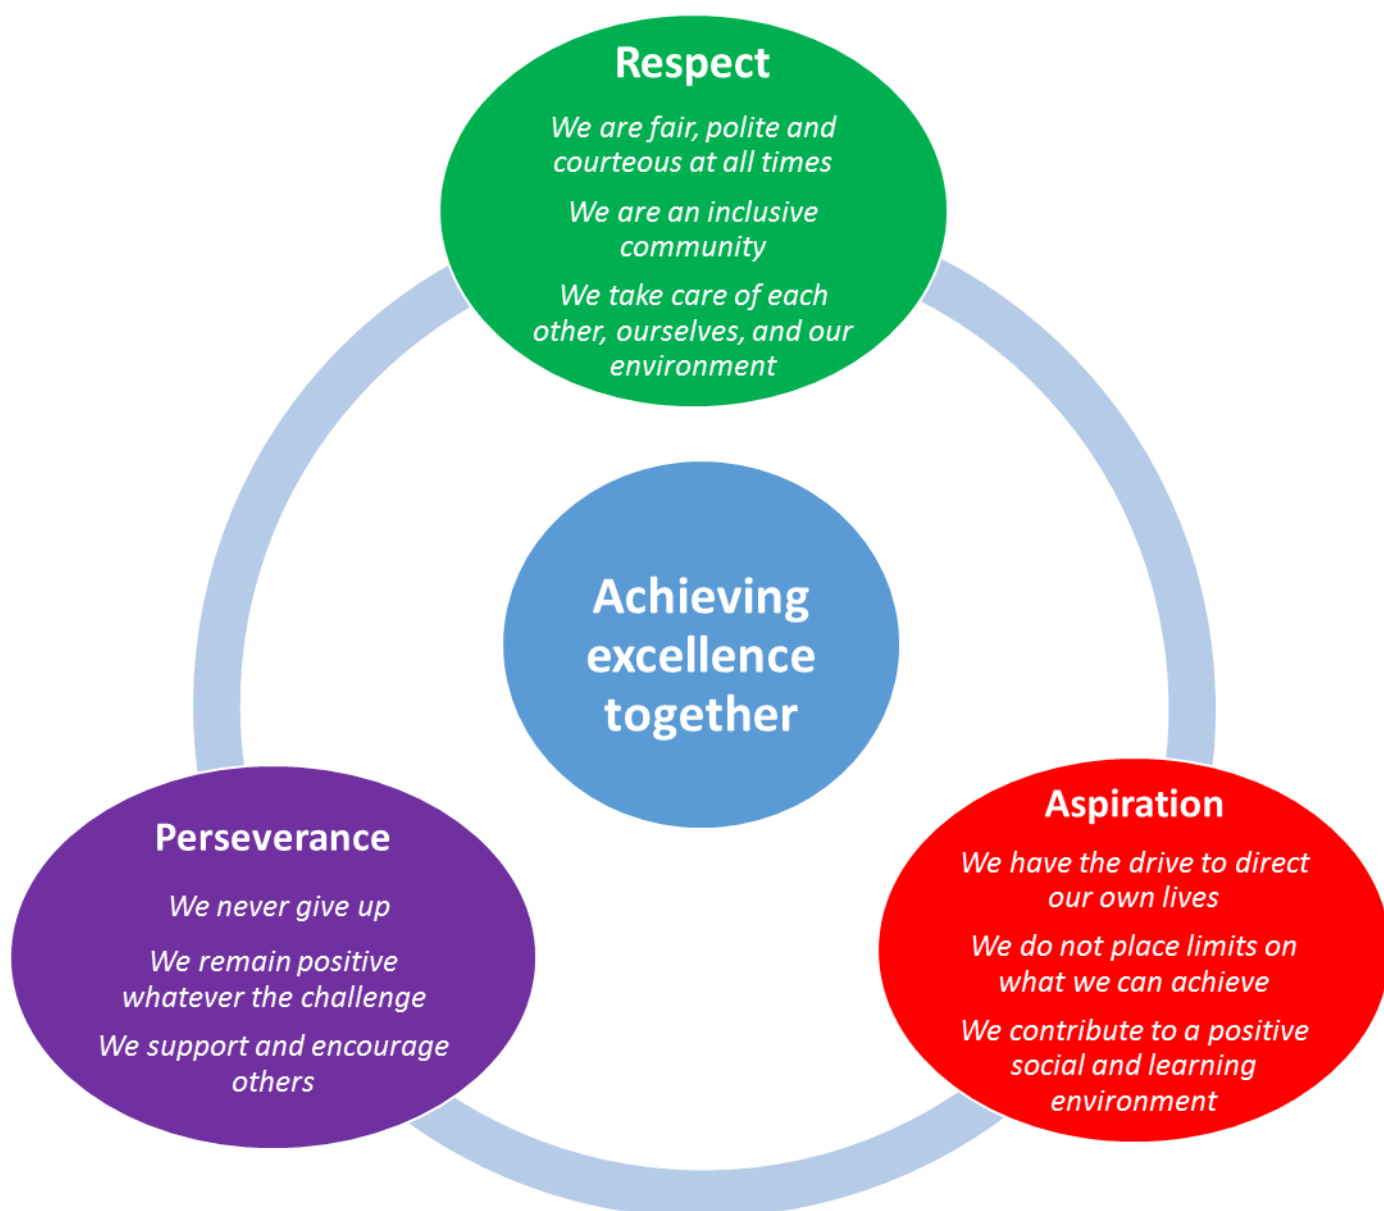 Respect
We are fair, polite and
courteous at all times
We are an inclusive
community
We take care of each
other, ourselves, and our
environment
Achieving
excellence
together
Perseverance
We never give up
We remain positive
whatever the challenge
We support and encourage
others
Aspiration
We have the drive to direct
our own lives
We do not place limits on
what we can achieve
We contribute to a positive
social and learning
environment